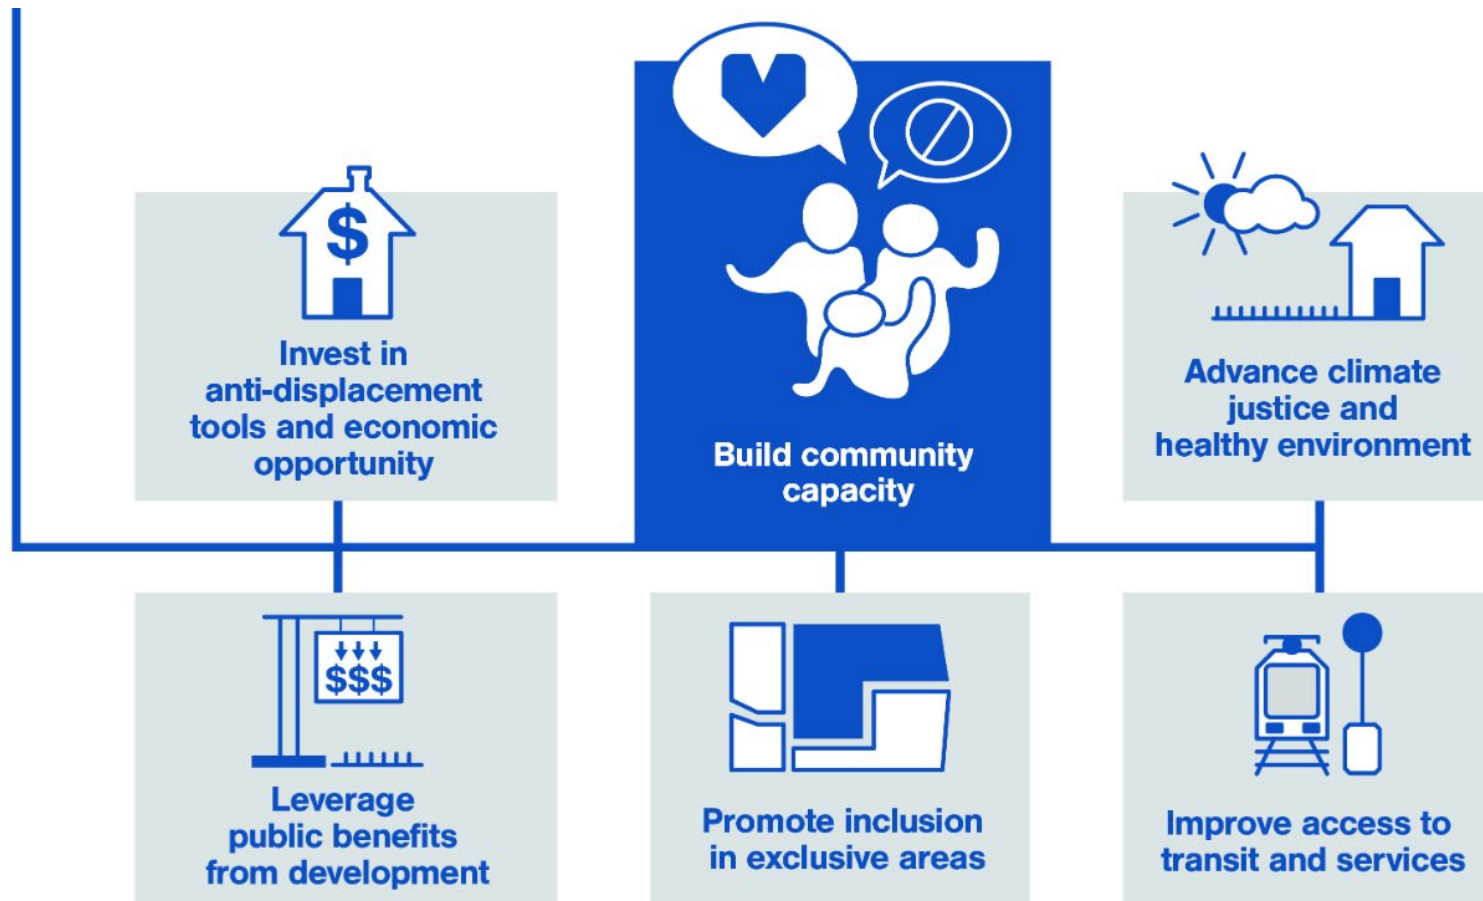 $
Invest in
anti-displacement
tools and economic
opportunity
Build community
capacity
Advance climate
justice and
healthy environment
$$$
Leverage
public benefits
from development
Promote inclusion
in exclusive areas
Improve access to
transit and services